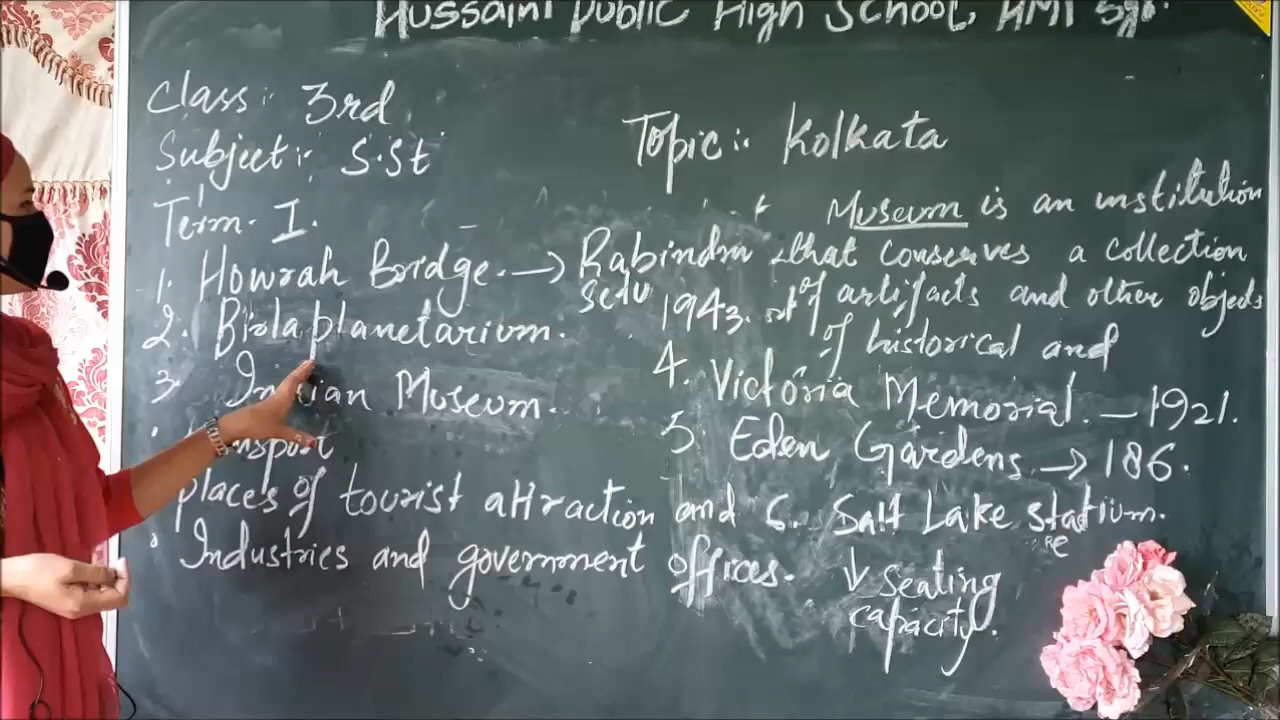 Hussaini Public High School, HMT Sgr.
Class:- 3rd
Subject:- S.St
Term- I.
Topic:- Kolkata
1. Howrah Bridge. → Rabindra
Setu 1943.
2. Birla planetarium.
3. Indian Museum.
Museum is an institution
that conserves a collection
of artifacts and other objects
of historical and
4. Victoria Memorial. - 1921.
5. Eden Gardens → 186.
places of tourist attraction and
6. Salt Lake stadium.
↓ seating
capacity.
Industries and government offices.